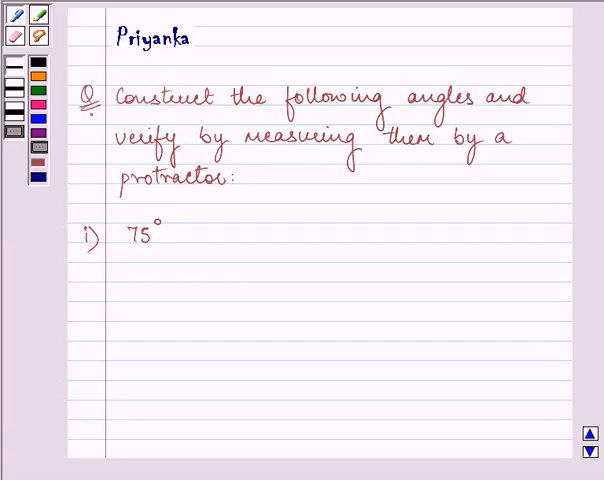 Priyanka
Q Construct the following angles and
verify by measuring them by a
protractor:
i) 75°